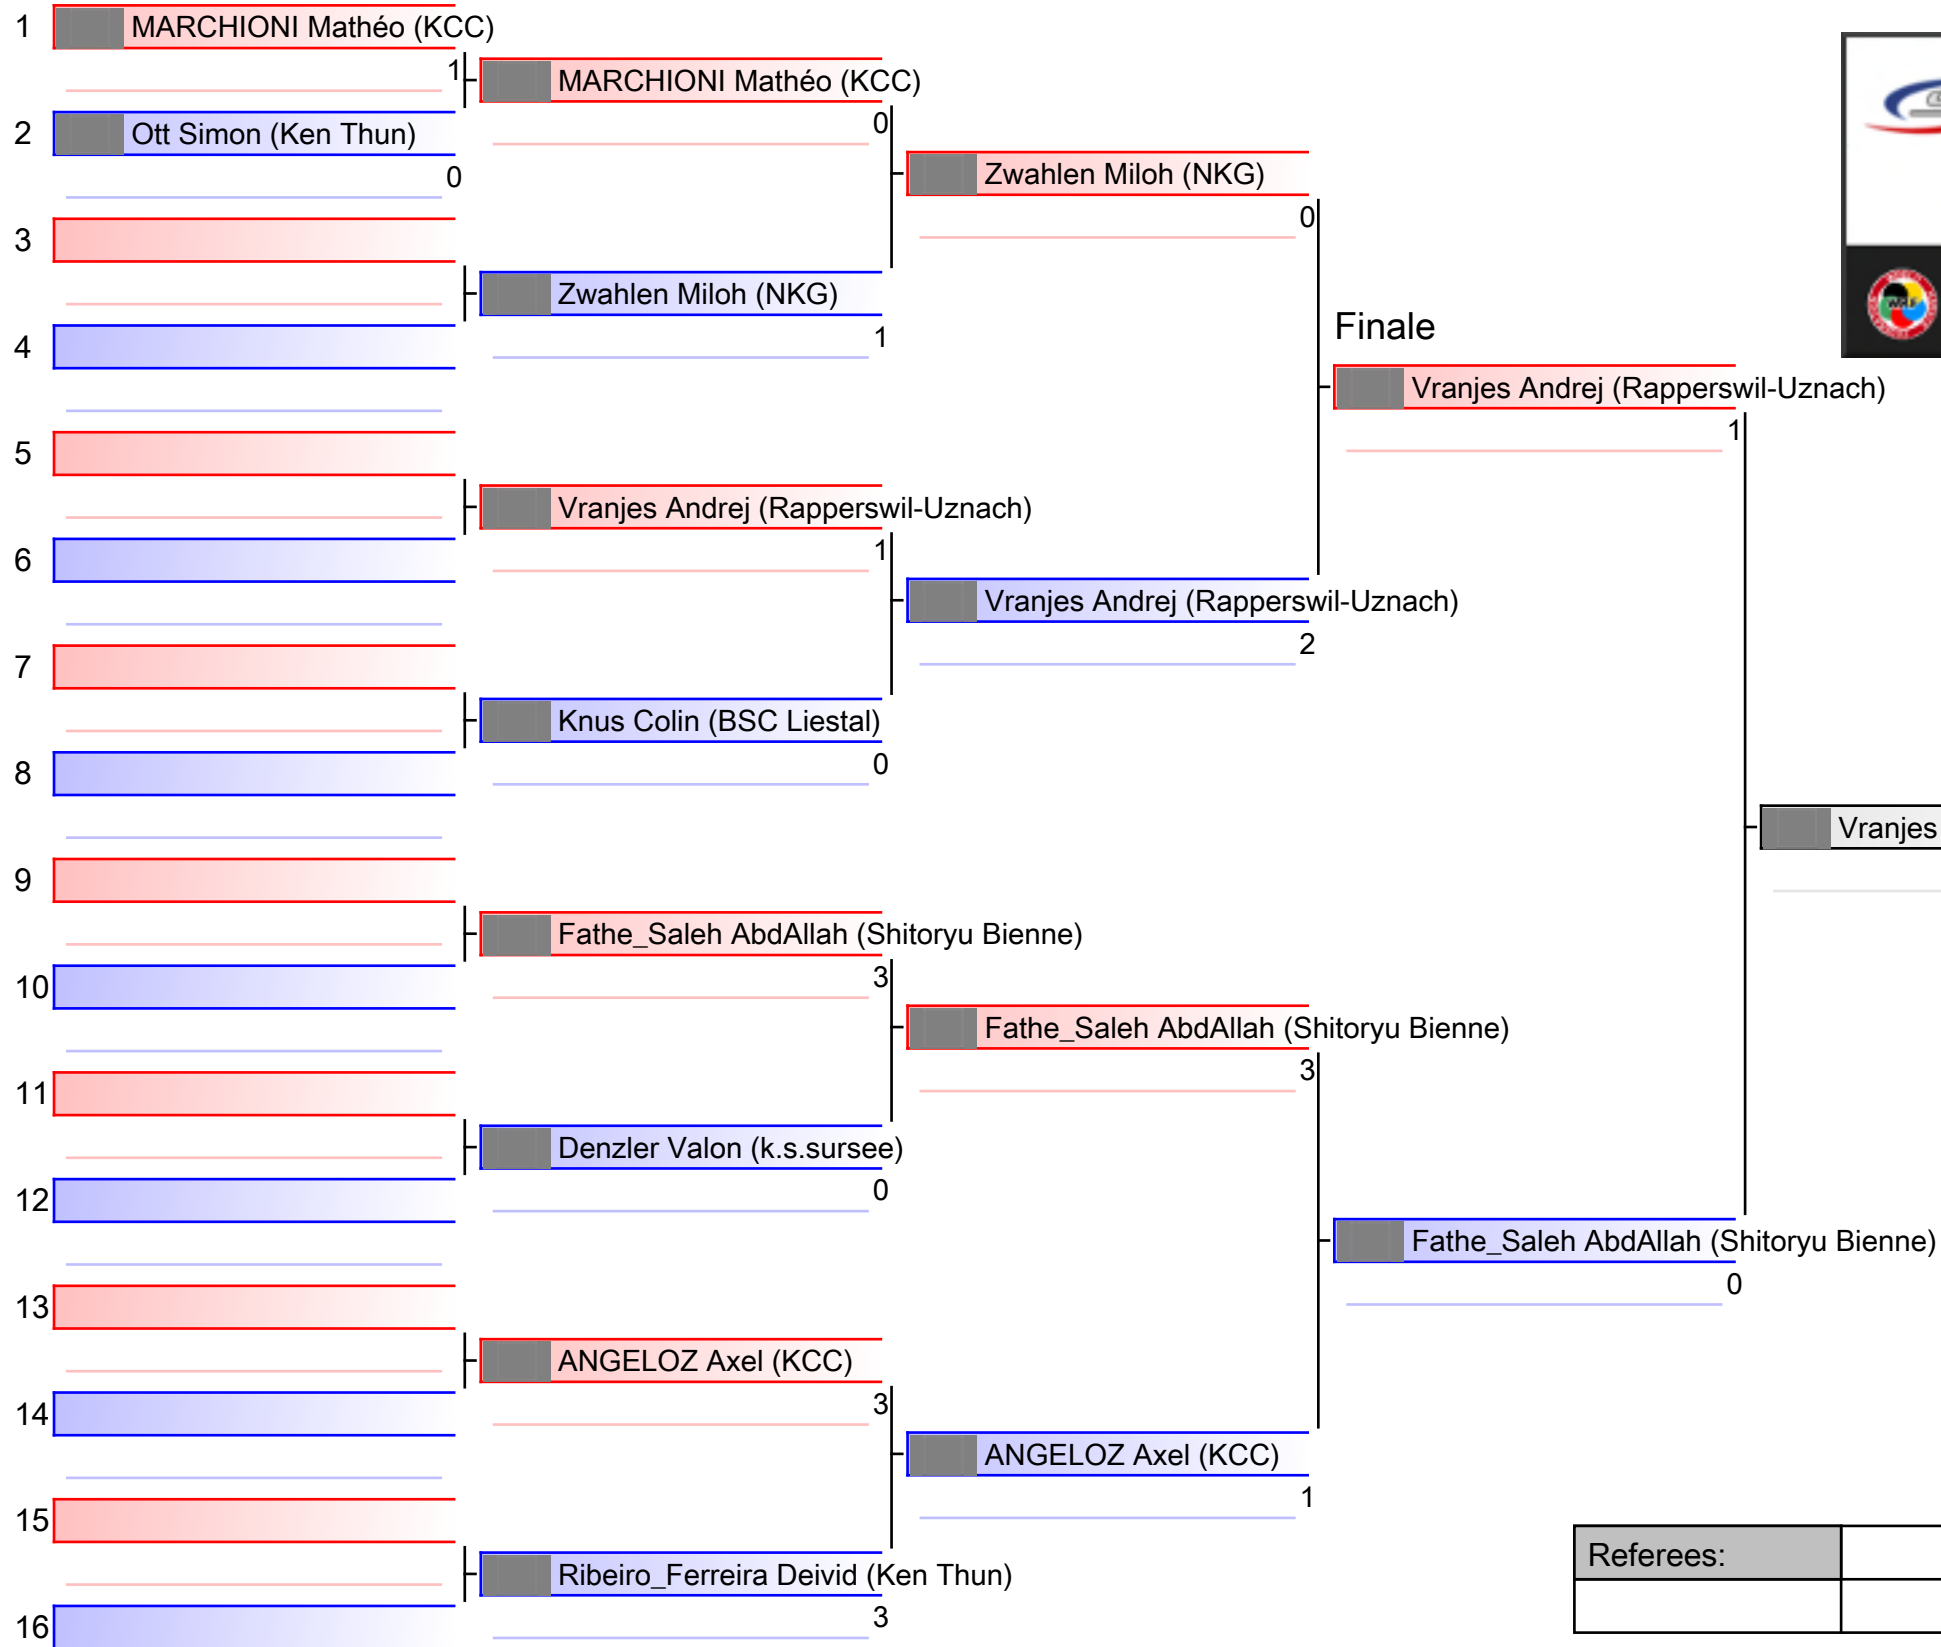 1 MARCHIONI Mathéo (KCC)
1
MARCHIONI Mathéo (KCC)
0
2 Ott Simon (Ken Thun)
0
Zwahlen Miloh (NKG)
0
3
Zwahlen Miloh (NKG)
1
4
Finale
Vranjes Andrej (Rapperswil-Uznach)
1
5
Vranjes Andrej (Rapperswil-Uznach)
1
6
Vranjes Andrej (Rapperswil-Uznach)
2
7
Knus Colin (BSC Liestal)
0
8
Vranjes
9
Fathe_Saleh AbdAllah (Shitoryu Bienne)
3
10
Fathe_Saleh AbdAllah (Shitoryu Bienne)
3
11
Denzler Valon (k.s.sursee)
0
12
Fathe_Saleh AbdAllah (Shitoryu Bienne)
0
13
ANGELOZ Axel (KCC)
3
14
ANGELOZ Axel (KCC)
1
15
Ribeiro_Ferreira Deivid (Ken Thun)
3
16
Referees: